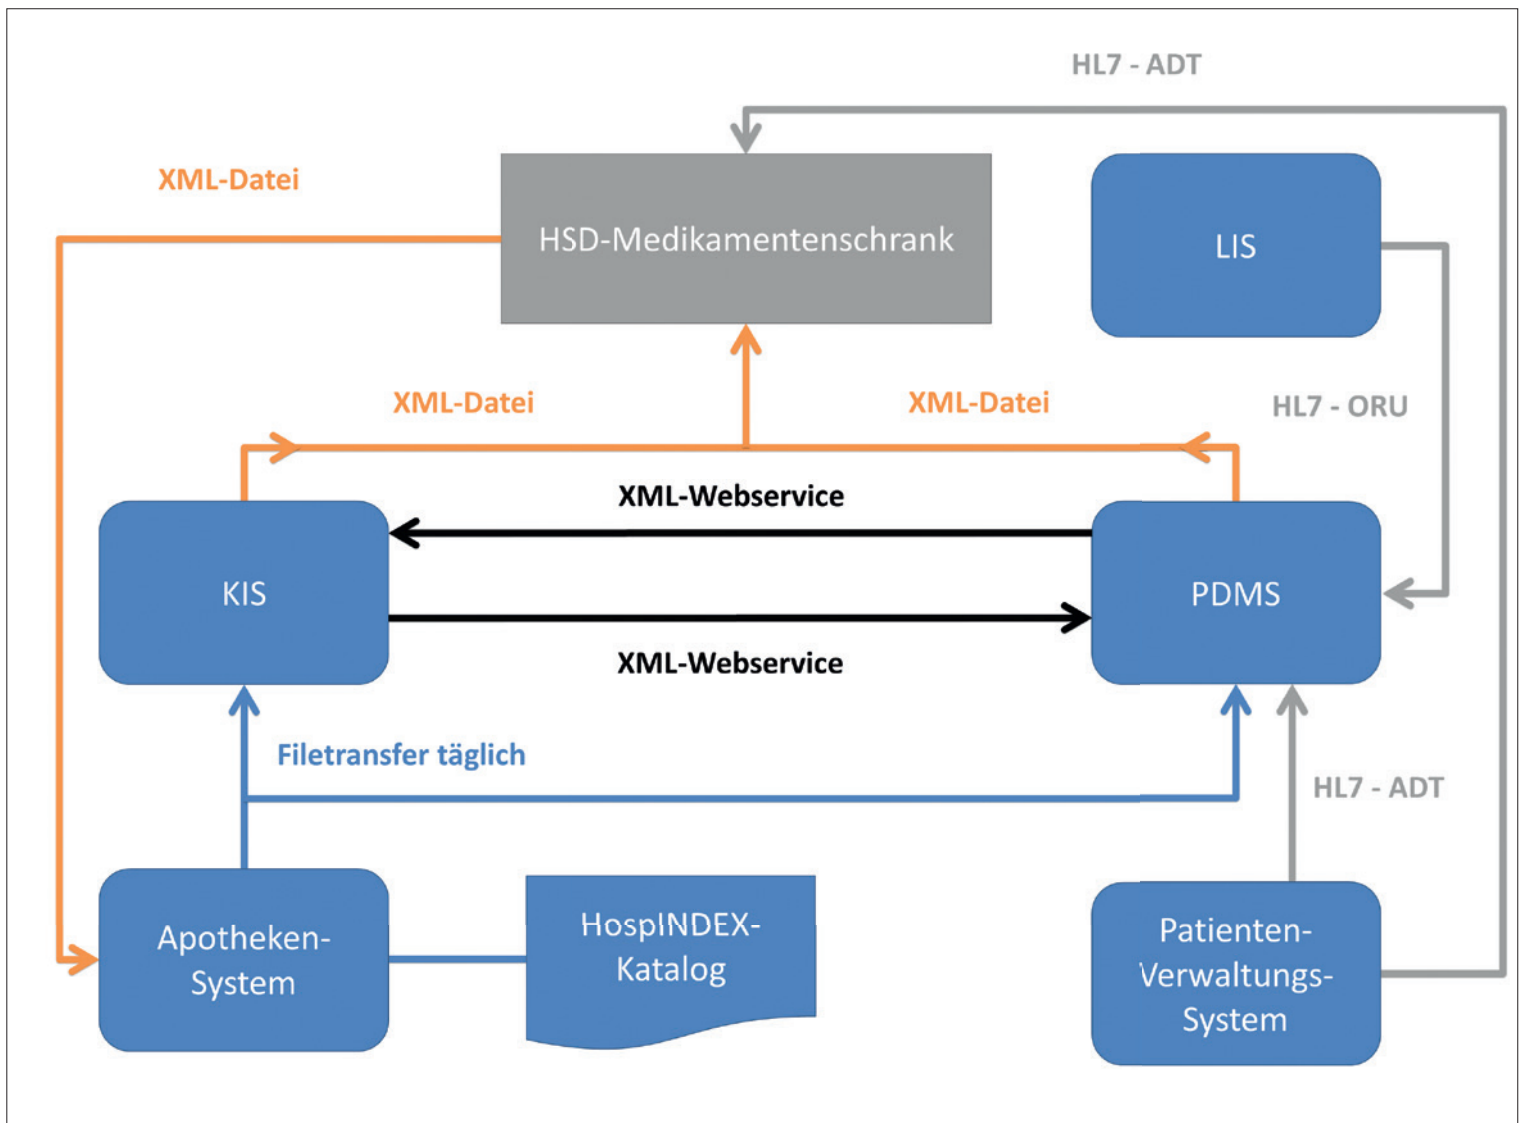 HL7 - ADT
XML-Datei
HSD-Medikamentenschrank
LIS
XML-Datei
XML-Datei
HL7 - ORU
XML-Webservice
KIS
PDMS
XML-Webservice
Filetransfer täglich
HL7 - ADT
Apotheken-
System
HospINDEX-
Katalog
Patienten-
Verwaltungs-
System